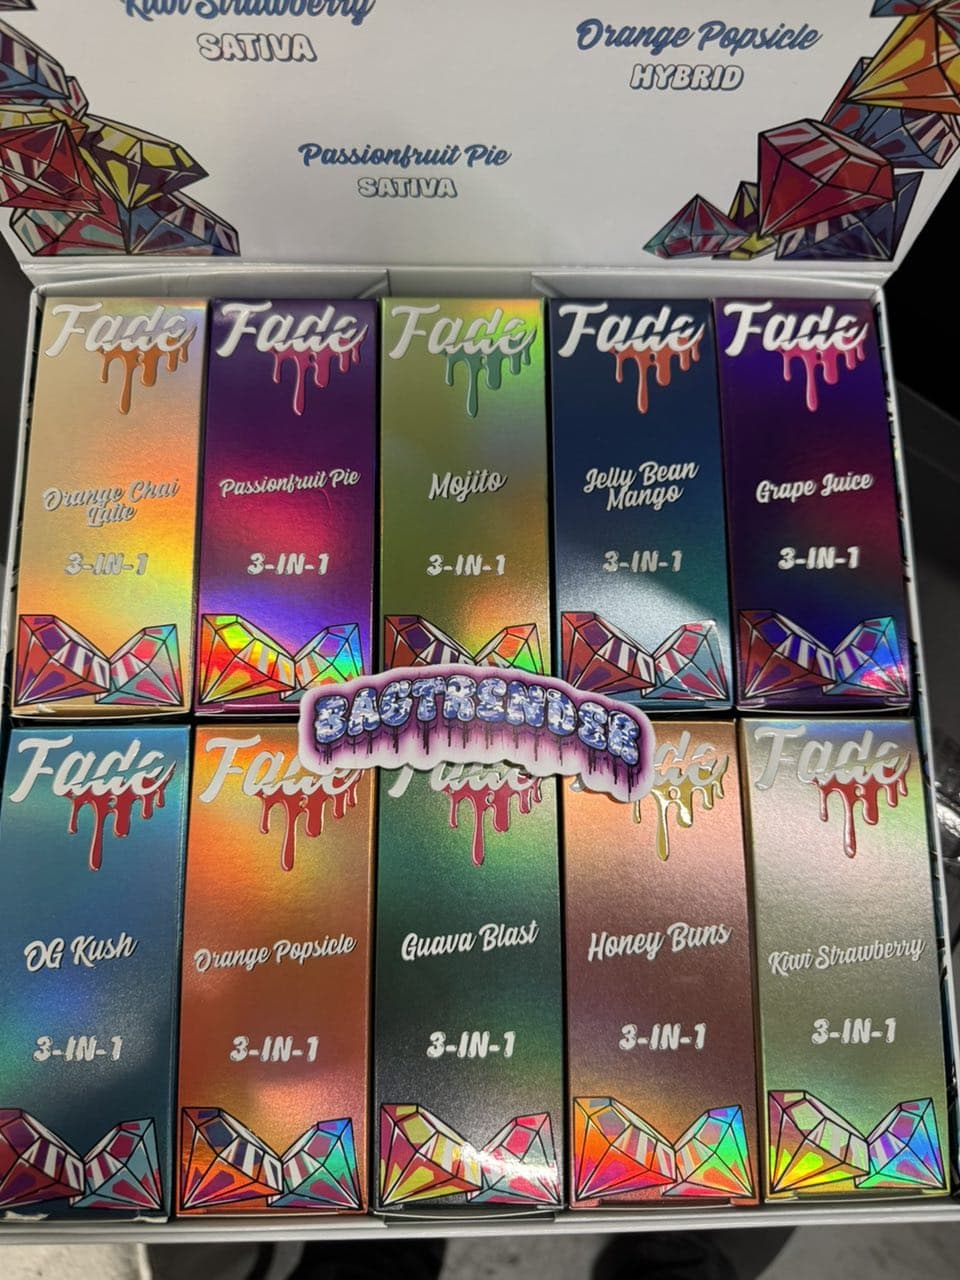 Kiwi Strawberry
SATIVA
Orange Popsicle
HYBRID
Passionfruit Pie
SATIVA
Fade
Fade
Fade
Fade
Fade
Orange Chai
Latte
Passionfruit Pie
Mojito
Jelly Bean
Mango
Grape Juice
3-IN-1
3-IN-1
3-IN-1
3-IN-1
3-IN-1
BAGTRENDSE
Fade
Fade
Fade
Fade
Fade
OG Kush
Orange Popsicle
Guava Blast
Honey Buns
Kiwi Strawberry
3-IN-1
3-IN-1
3-IN-1
3-IN-1
3-IN-1